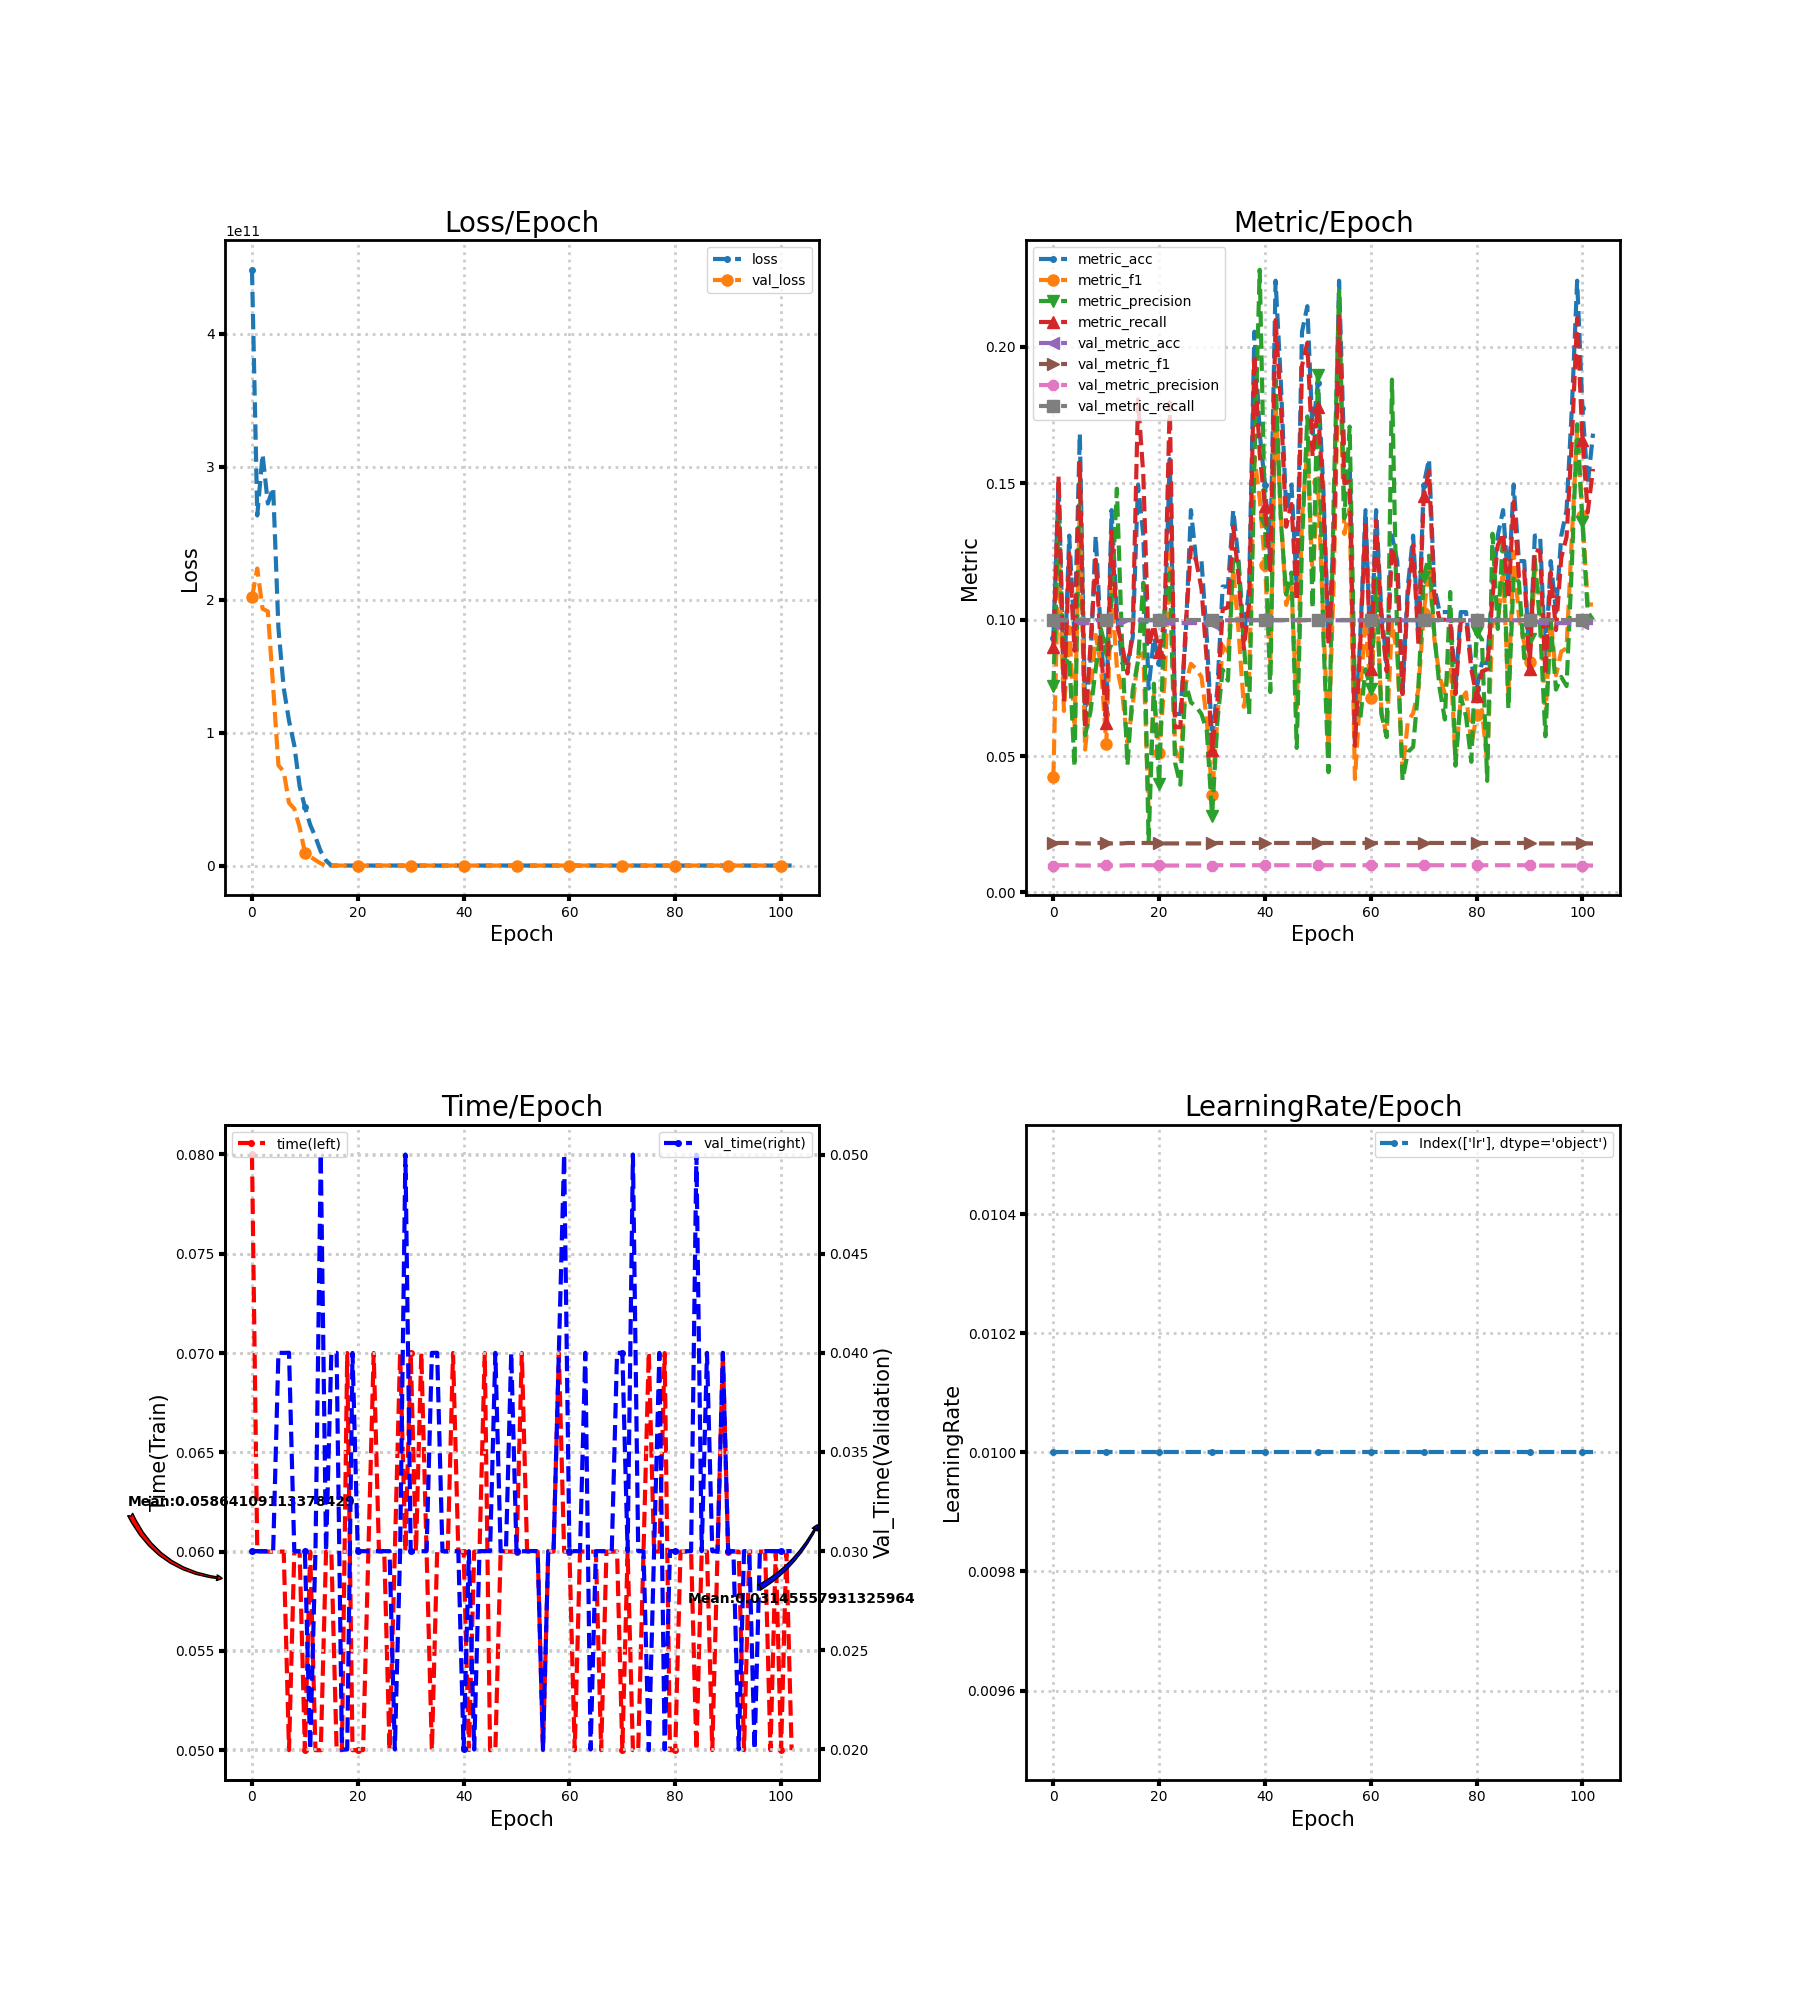 Loss/Epoch
1e11
loss
val_loss
4
3
2
1
0
Loss
0 20 40 60 80 100
Epoch
Metric/Epoch
metric_acc
metric_f1
metric_precision
metric_recall
val_metric_acc
val_metric_f1
val_metric_precision
val_metric_recall
0.20
0.15
0.10
0.05
0.00
Metric
0 20 40 60 80 100
Epoch
Time/Epoch
time(left)
val_time(right)
0.080
0.075
0.070
0.065
0.060
0.055
0.050
Time(Train)
0.050
0.045
0.040
0.035
0.030
0.025
0.020
Val_Time(Validation)
Mean:0.03145557931325964
0 20 40 60 80 100
Epoch
LearningRate/Epoch
Index(['lr'], dtype='object')
0.0104
0.0102
0.0100
0.0098
0.0096
LearningRate
0 20 40 60 80 100
Epoch